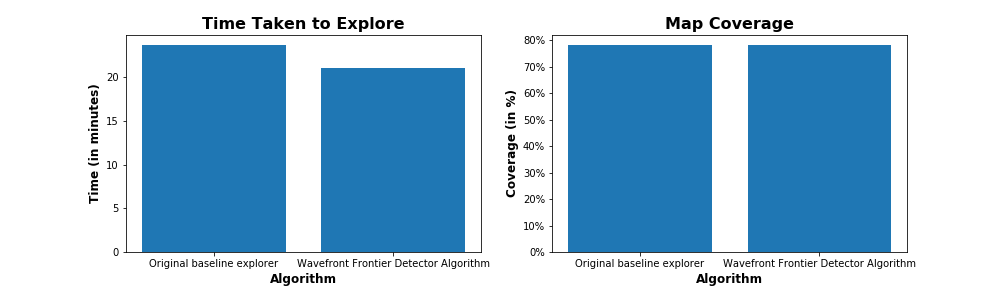 Time Taken to Explore
Time (in minutes)
20
15
10
5
0
Original baseline explorer
Wavefront Frontier Detector Algorithm
Algorithm
Map Coverage
Coverage (in %)
80%
70%
60%
50%
40%
30%
20%
10%
0%
Original baseline explorer
Wavefront Frontier Detector Algorithm
Algorithm